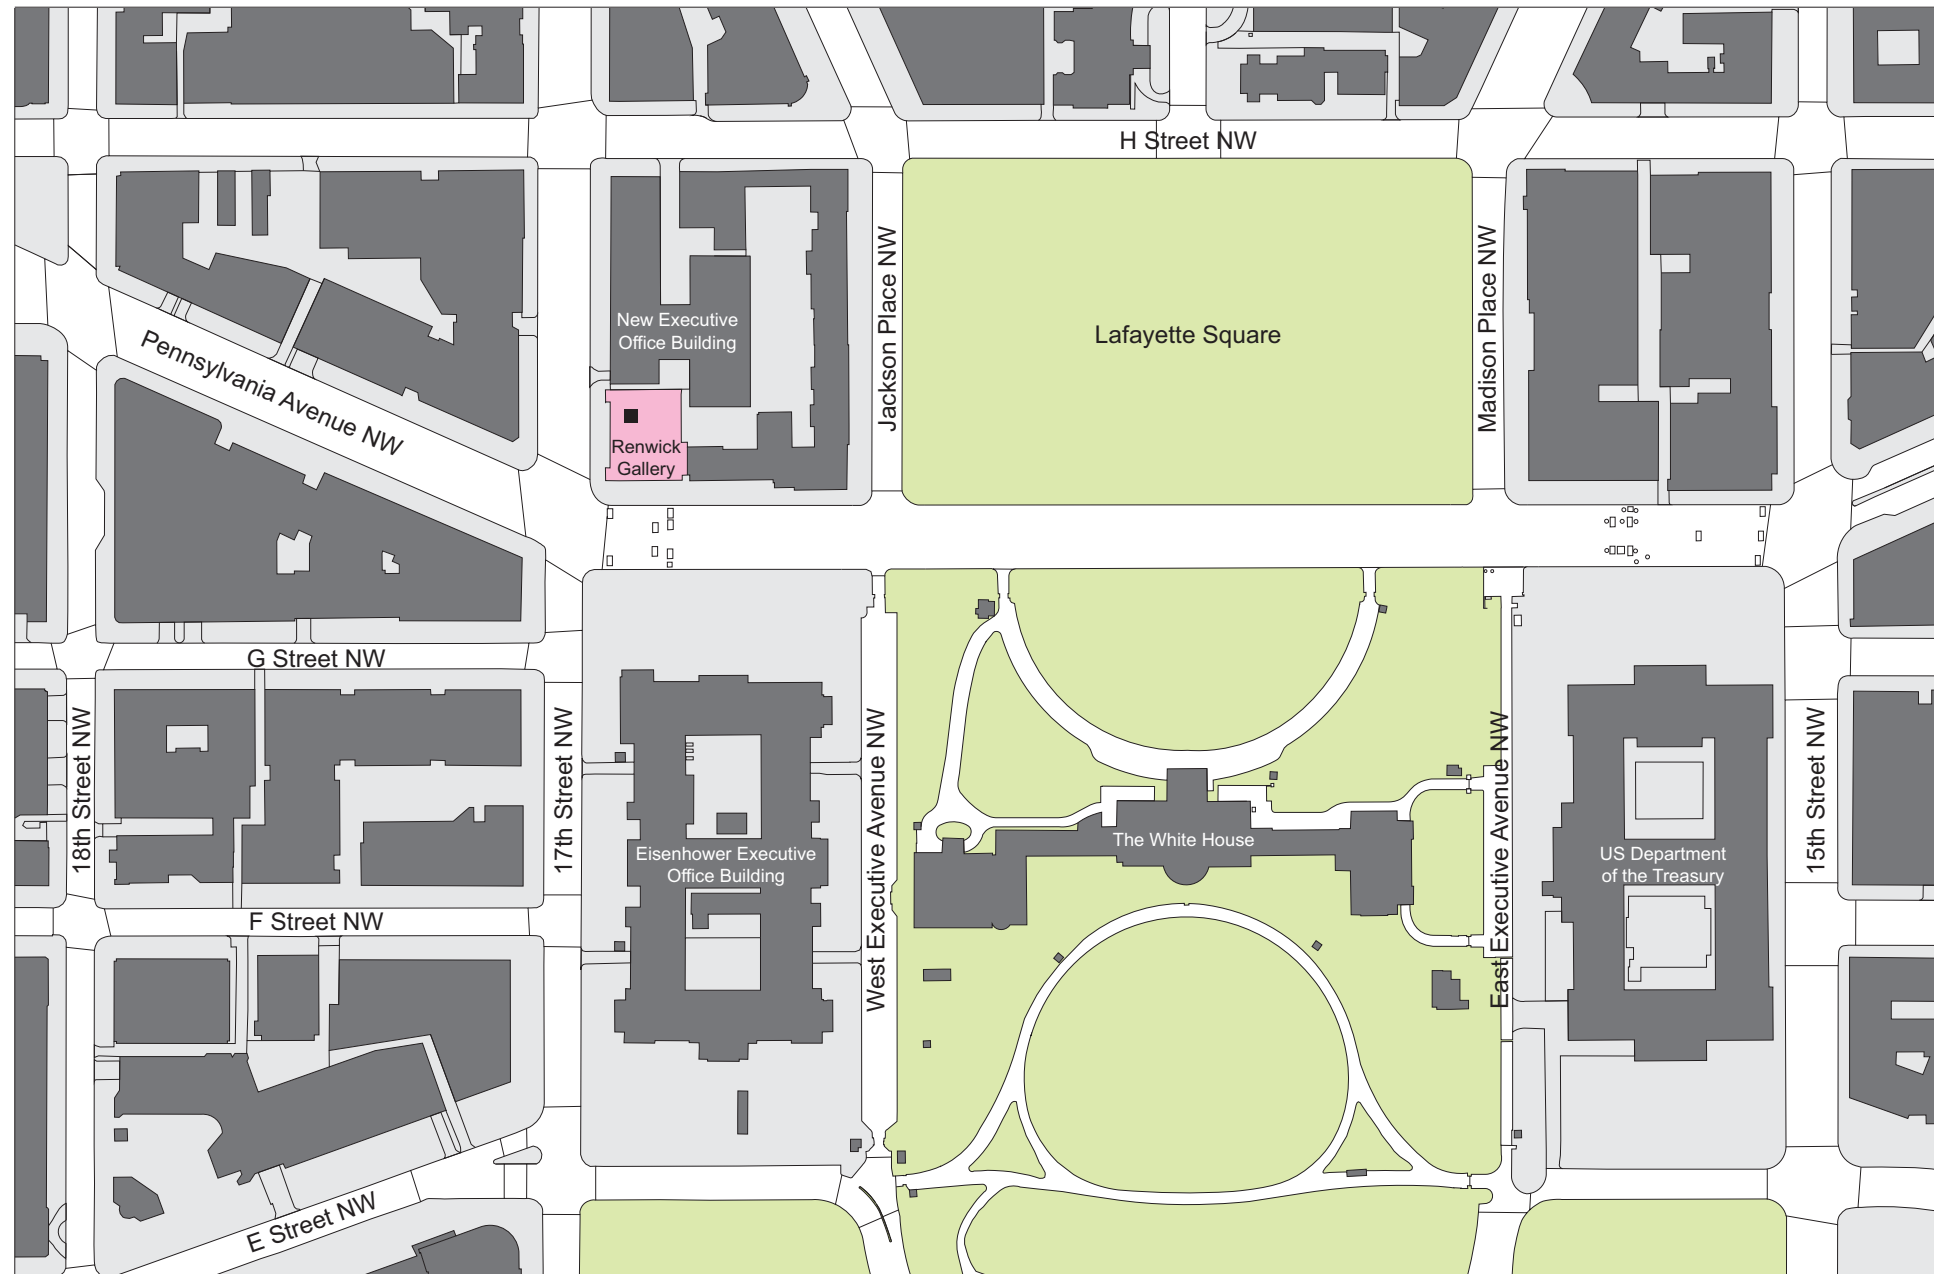 H Street NW
Jackson Place NW
Madison Place NW
New Executive
Office Building
Lafayette Square
Pennsylvania Avenue NW
Renwick
Gallery
G Street NW
18th Street NW
17th Street NW
West Executive Avenue NW
East Executive Avenue NW
15th Street NW
The White House
Eisenhower Executive
Office Building
US Department
of the Treasury
F Street NW
E Street NW